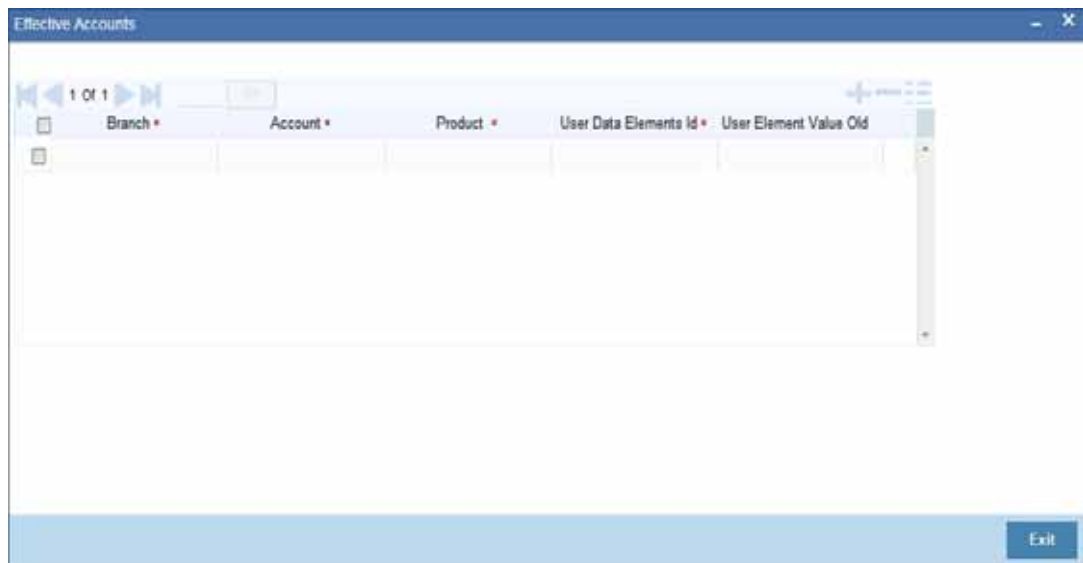 Effective Accounts
1 Of 1
Branch * Account * Product * User Data Elements Id * User Element Value Old
Exit